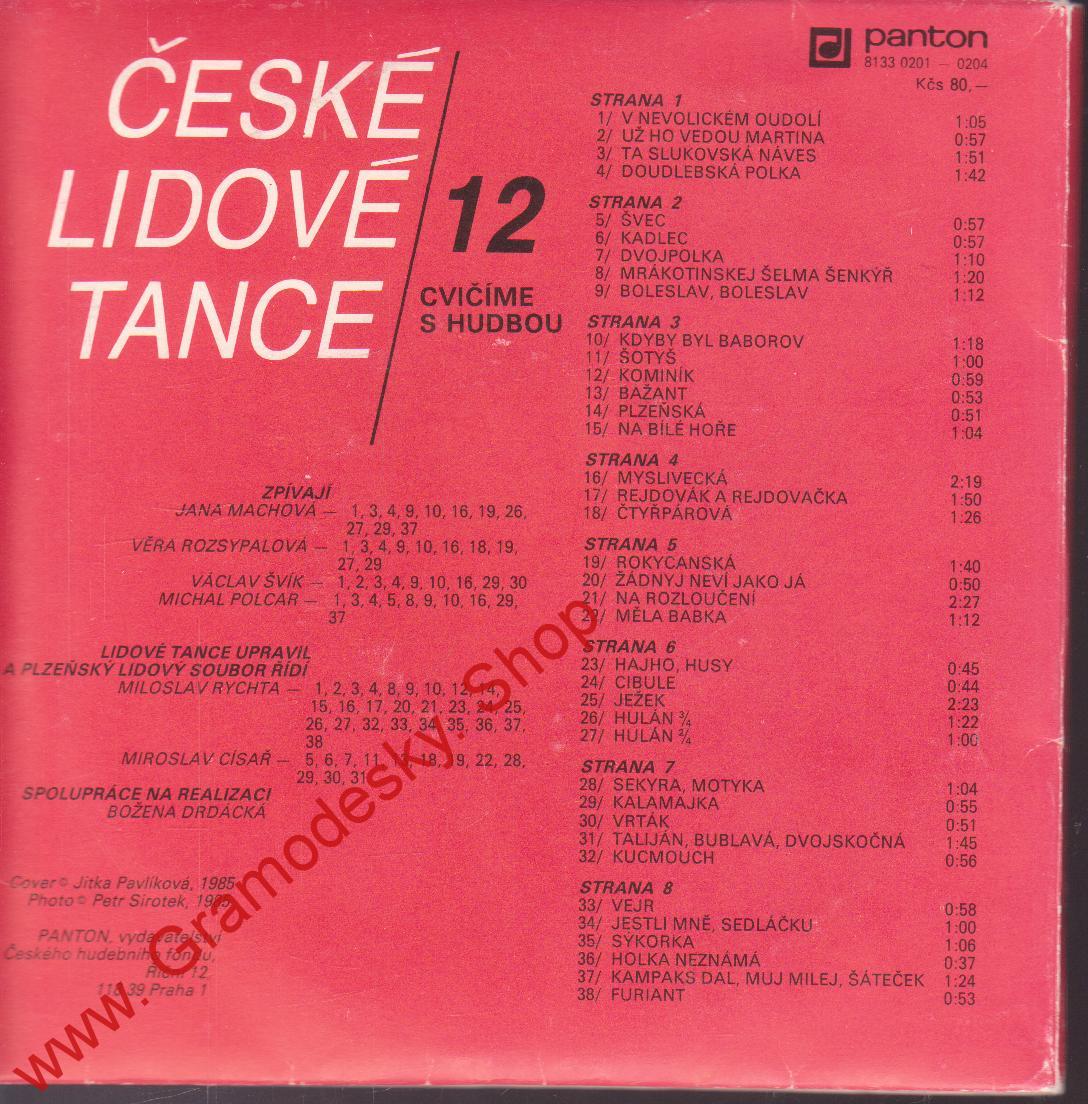 ČESKÉ
LIDOVÉ
TANCE
12
CVIČÍME
S HUDBOU
panton
8133 0201 – 0204
Kčs 80,—
STRANA 1
1/ V NEVOLICKÉM OUDOLÍ 1:05
2/ UŽ HO VEDOU MARTINA 0:57
3/ TA SLUKOVSKÁ NÁVES 1:51
4/ DOUDLEBSKÁ POLKA 1:42
STRANA 2
5/ ŠVEC 0:57
6/ KADLEC 0:57
7/ DVOJPOLKA 1:10
8/ MRÁKOTINSKEJ ŠELMA ŠENKÝŘ 1:20
9/ BOLESLAV, BOLESLAV 1:12
STRANA 3
10/ KDYBY BYL BABOROV 1:18
11/ ŠOTYŠ 1:00
12/ KOMINÍK 0:59
13/ BAŽANT 0:53
14/ PLZEŇSKÁ 0:51
15/ NA BÍLÉ HOŘE 1:04
STRANA 4
16/ MYSLIVECKÁ 2:19
17/ REJDOVÁK A REJDOVAČKA 1:50
18/ ČTYŘPÁROVÁ 1:26
STRANA 5
19/ ROKYCANSKÁ 1:40
20/ ŽÁDNYJ NEVÍ JAKO JÁ 0:50
21/ NA ROZLOUČENÍ 2:27
22/ MĚLA BABKA 1:12
STRANA 6
23/ HAJHO, HUSY 0:45
24/ CIBULE 0:44
25/ JEŽEK 2:23
26/ HULÁN ¾ 1:22
27/ HULÁN 2/4 1:00
STRANA 7
28/ SEKYRA, MOTYKA 1:04
29/ KALAMAJKA 0:55
30/ VRTÁK 0:51
31/ TALIJÁN, BUBLAVÁ, DVOJSKOČNÁ 1:45
32/ KUCMOUCH 0:56
STRANA 8
33/ VEJR 0:58
34/ JESTLI MNĚ, SEDLÁČKU 1:00
35/ SÝKORKA 1:06
36/ HOLKA NEZNÁMÁ 0:37
37/ KAMPAKS DAL, MUJ MILEJ, ŠÁTEČEK 1:24
38/ FURIANT 0:53
ZPÍVAJÍ
JANA MACHOVÁ — 1, 3, 4, 9, 10, 16, 19, 26,
27, 29, 37
VĚRA ROZSYPALOVÁ — 1, 3, 4, 9, 10, 16, 18, 19,
27, 29
VÁCLAV ŠVÍK — 1, 2, 3, 4, 9, 10, 16, 29, 30
MICHAL POLCAR — 1, 3, 4, 5, 8, 9, 10, 16, 29,
37
LIDOVÉ TANCE UPRAVIL
A PLZEŇSKÝ LIDOVÝ SOUBOR ŘÍDÍ
MILOSLAV RYCHTA — 1, 2, 3, 4, 8, 9, 10, 12, 14,
15, 16, 17, 20, 21, 23, 24, 25,
26, 27, 32, 33, 34, 35, 36, 37,
38
MIROSLAV CÍSAŘ — 5, 6, 7, 11, 13, 18, 19, 22, 28,
29, 30, 31
SPOLUPRÁCE NA REALIZACI
BOŽENA DRDÁCKÁ
Cover © Jitka Pavlíková, 1985
Photo © Petr Sirotek, 1985
PANTON, vydavatelství
Českého hudebního fondu,
Říční 12,
118 39 Praha 1
www.Gramodesky.Shop